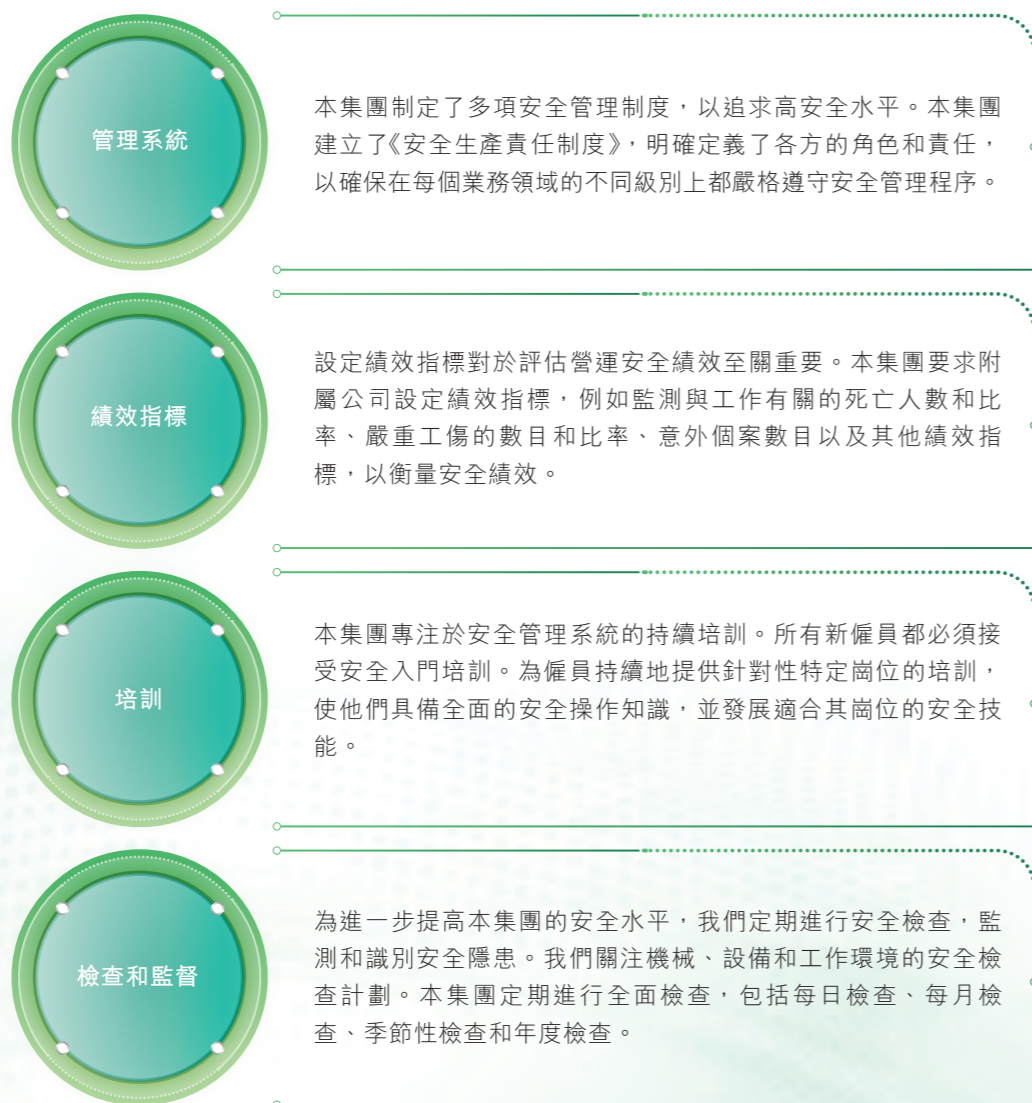 管理系統
本集團制定了多項安全管理制度，以追求高安全水平。本集團
建立了《安全生產責任制度》，明確定義了各方的角色和責任，
以確保在每個業務領域的不同級別上都嚴格遵守安全管理程序。
績效指標
設定績效指標對於評估營運安全績效至關重要。本集團要求附
屬公司設定績效指標，例如監測與工作有關的死亡人數和比
率、嚴重工傷的數目和比率、意外個案數目以及其他績效指
標，以衡量安全績效。
培訓
本集團專注於安全管理系統的持續培訓。所有新僱員都必須接
受安全入門培訓。為僱員持續地提供針對性特定崗位的培訓，
使他們具備全面的安全操作知識，並發展適合其崗位的安全技
能。
檢查和監督
為進一步提高本集團的安全水平，我們定期進行安全檢查，監
測和識別安全隱患。我們關注機械、設備和工作環境的安全檢
查計劃。本集團定期進行全面檢查，包括每日檢查、每月檢
查、季節性檢查和年度檢查。